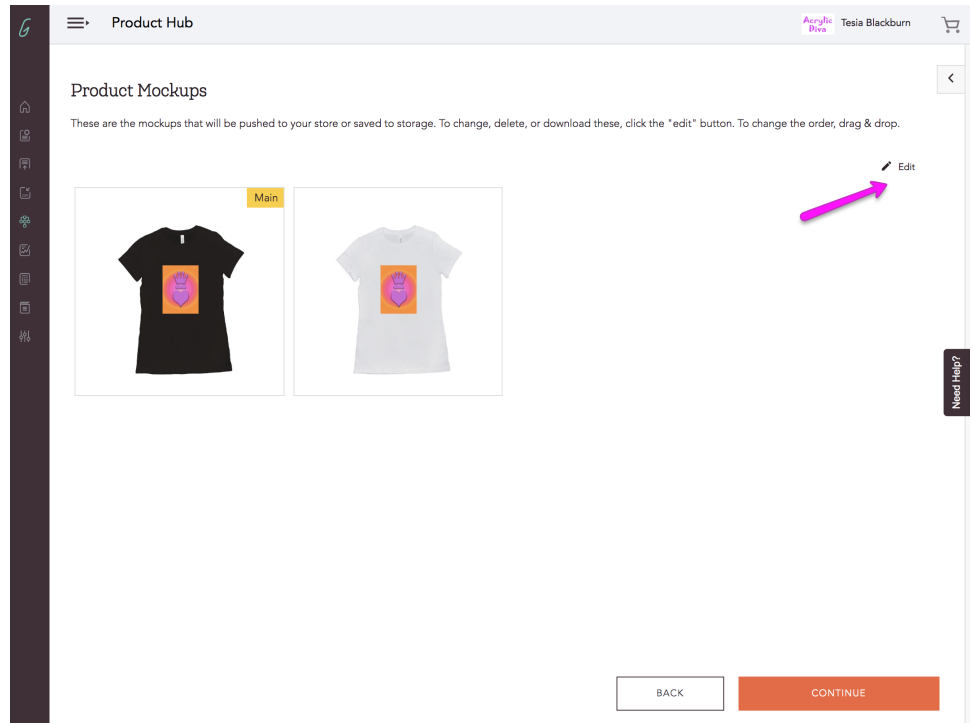 G
Product Hub
Acrylic
Diva
Tesia Blackburn
Product Mockups
These are the mockups that will be pushed to your store or saved to storage. To change, delete, or download these, click the "edit" button. To change the order, drag & drop.
Edit
Main
Need Help?
BACK
CONTINUE